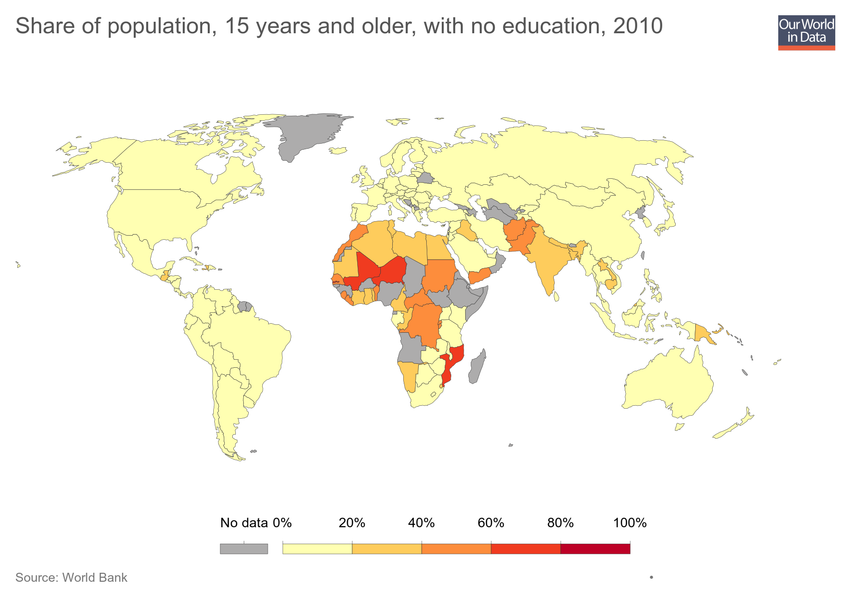 Share of population, 15 years and older, with no education, 2010
Our World
in Data
No data 0% 20% 40% 60% 80% 100%
Source: World Bank